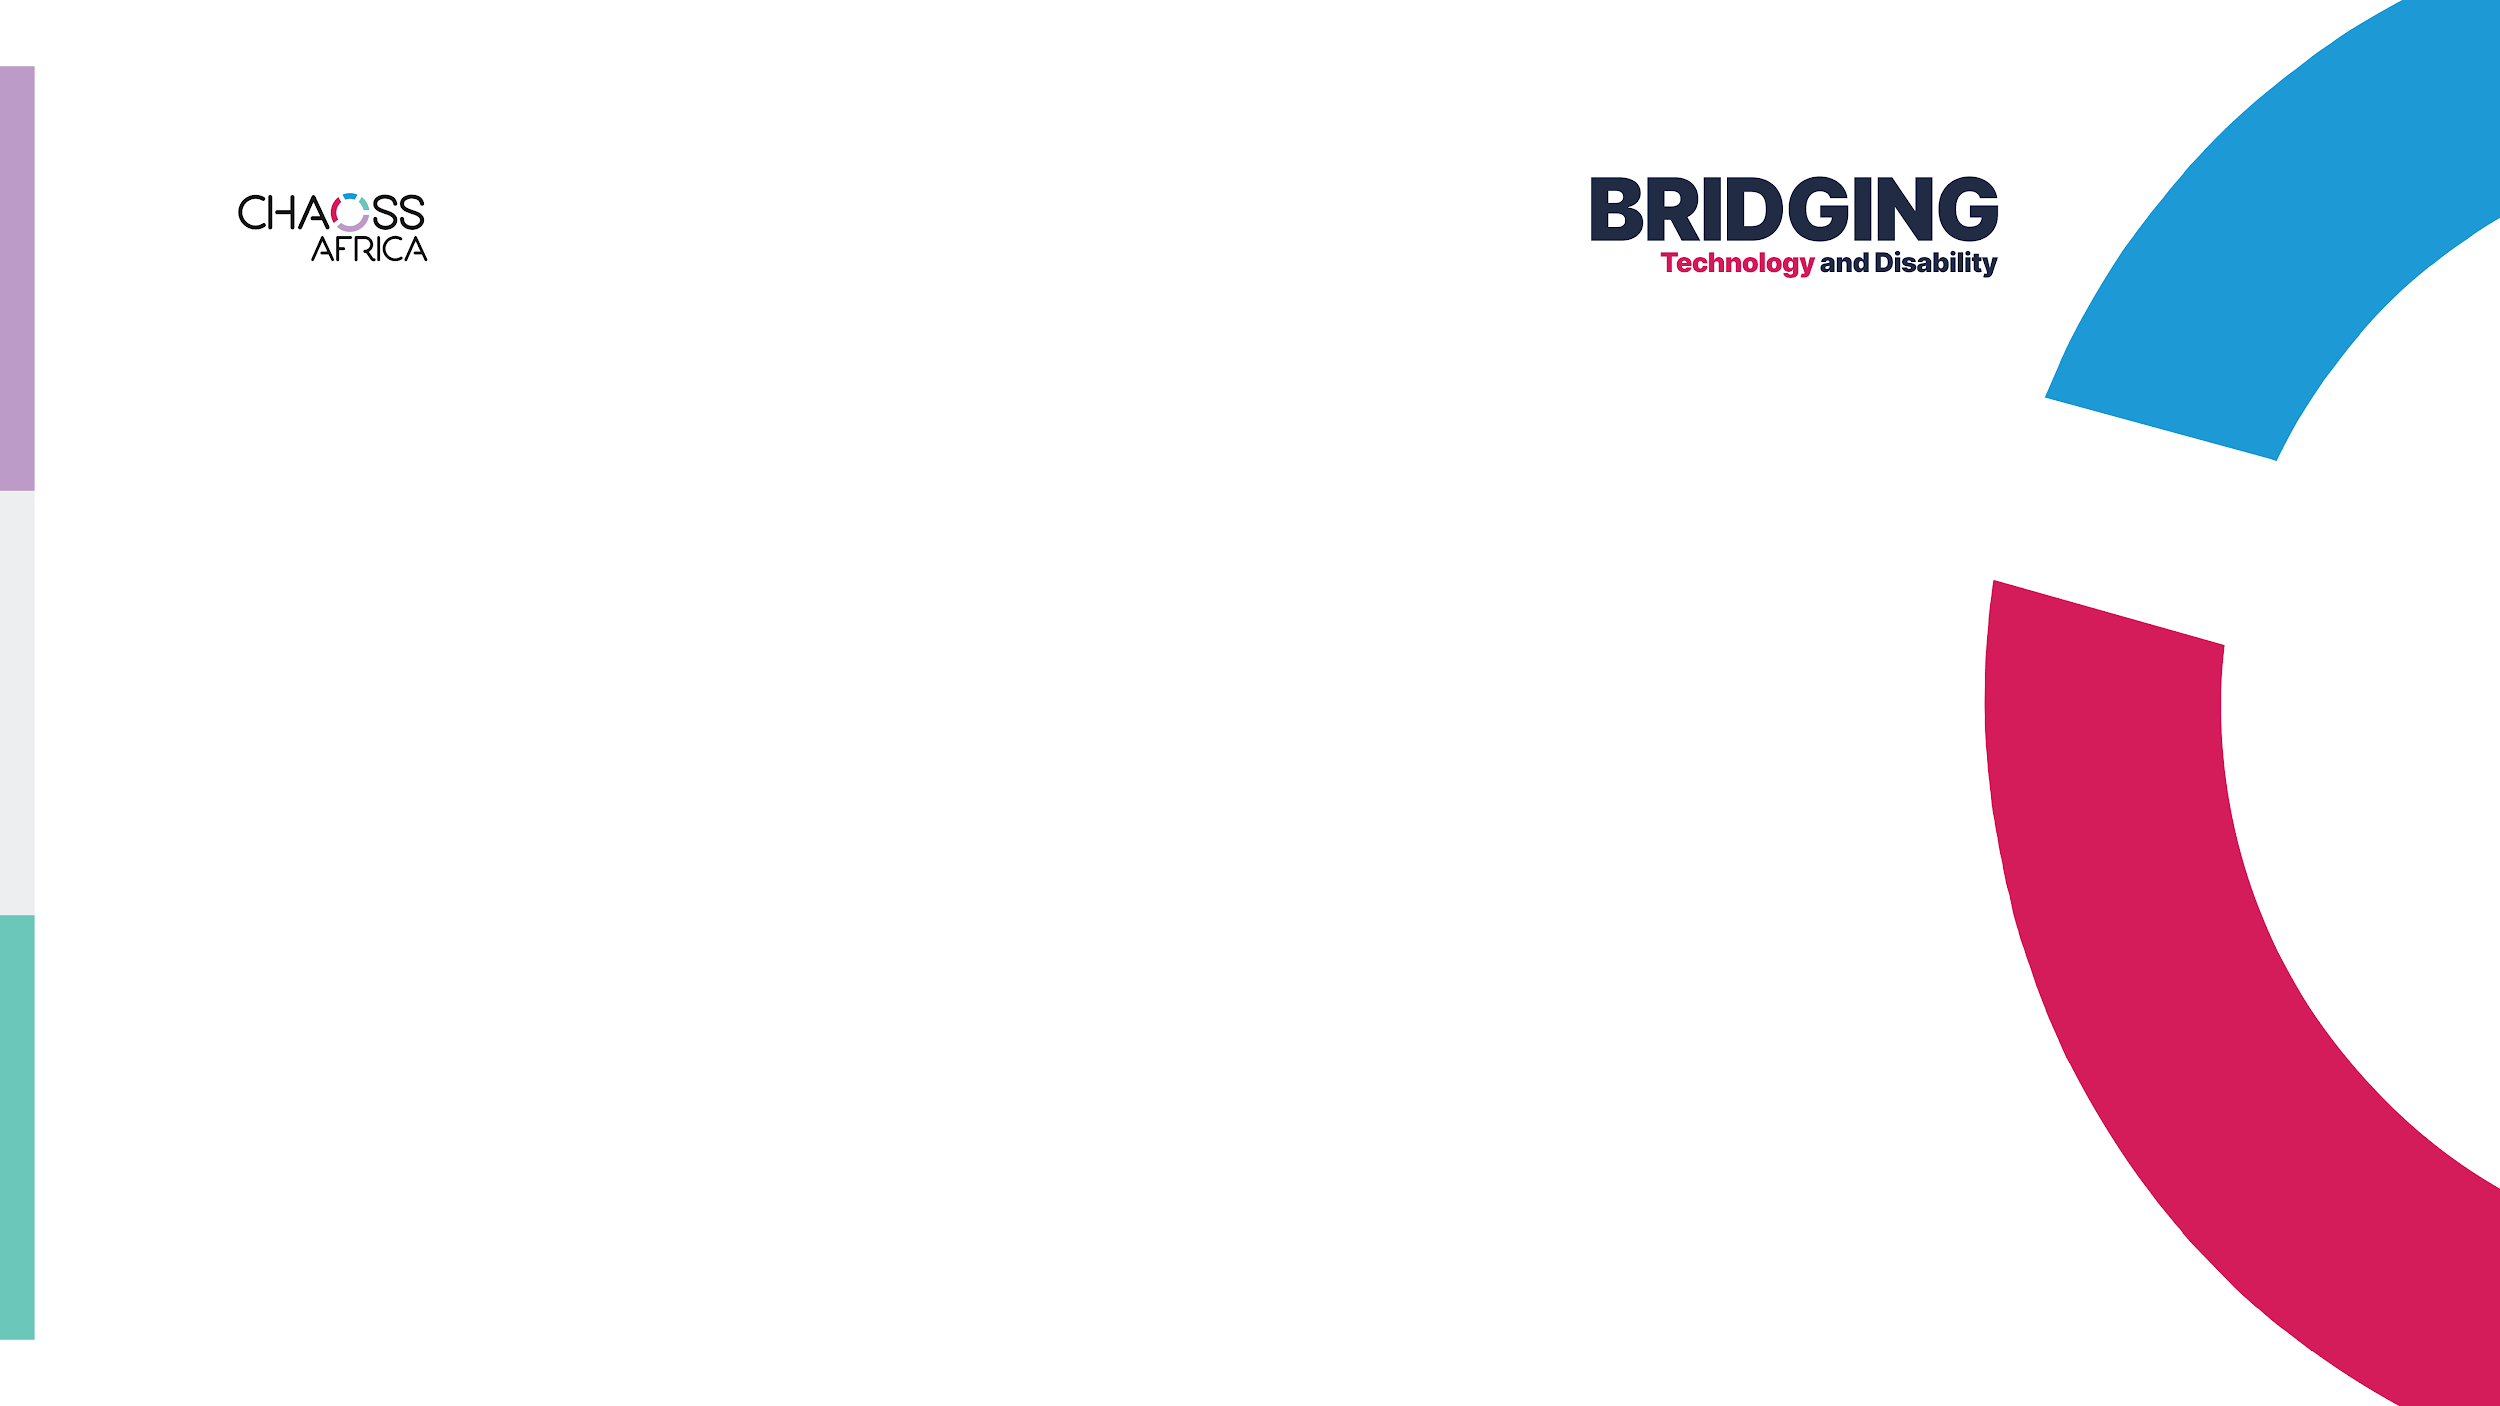 CHAOSS
AFRICA
BRIDGING
Technology and Disability